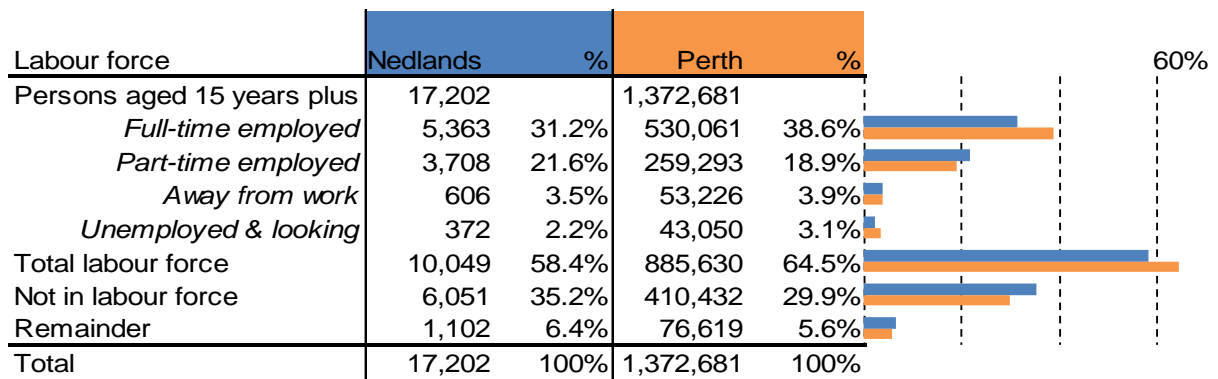 Labour force Nedlands % Perth % 60%
Persons aged 15 years plus 17,202 1,372,681
Full-time employed 5,363 31.2% 530,061 38.6%
Part-time employed 3,708 21.6% 259,293 18.9%
Away from work 606 3.5% 53,226 3.9%
Unemployed & looking 372 2.2% 43,050 3.1%
Total labour force 10,049 58.4% 885,630 64.5%
Not in labour force 6,051 35.2% 410,432 29.9%
Remainder 1,102 6.4% 76,619 5.6%
Total 17,202 100% 1,372,681 100%